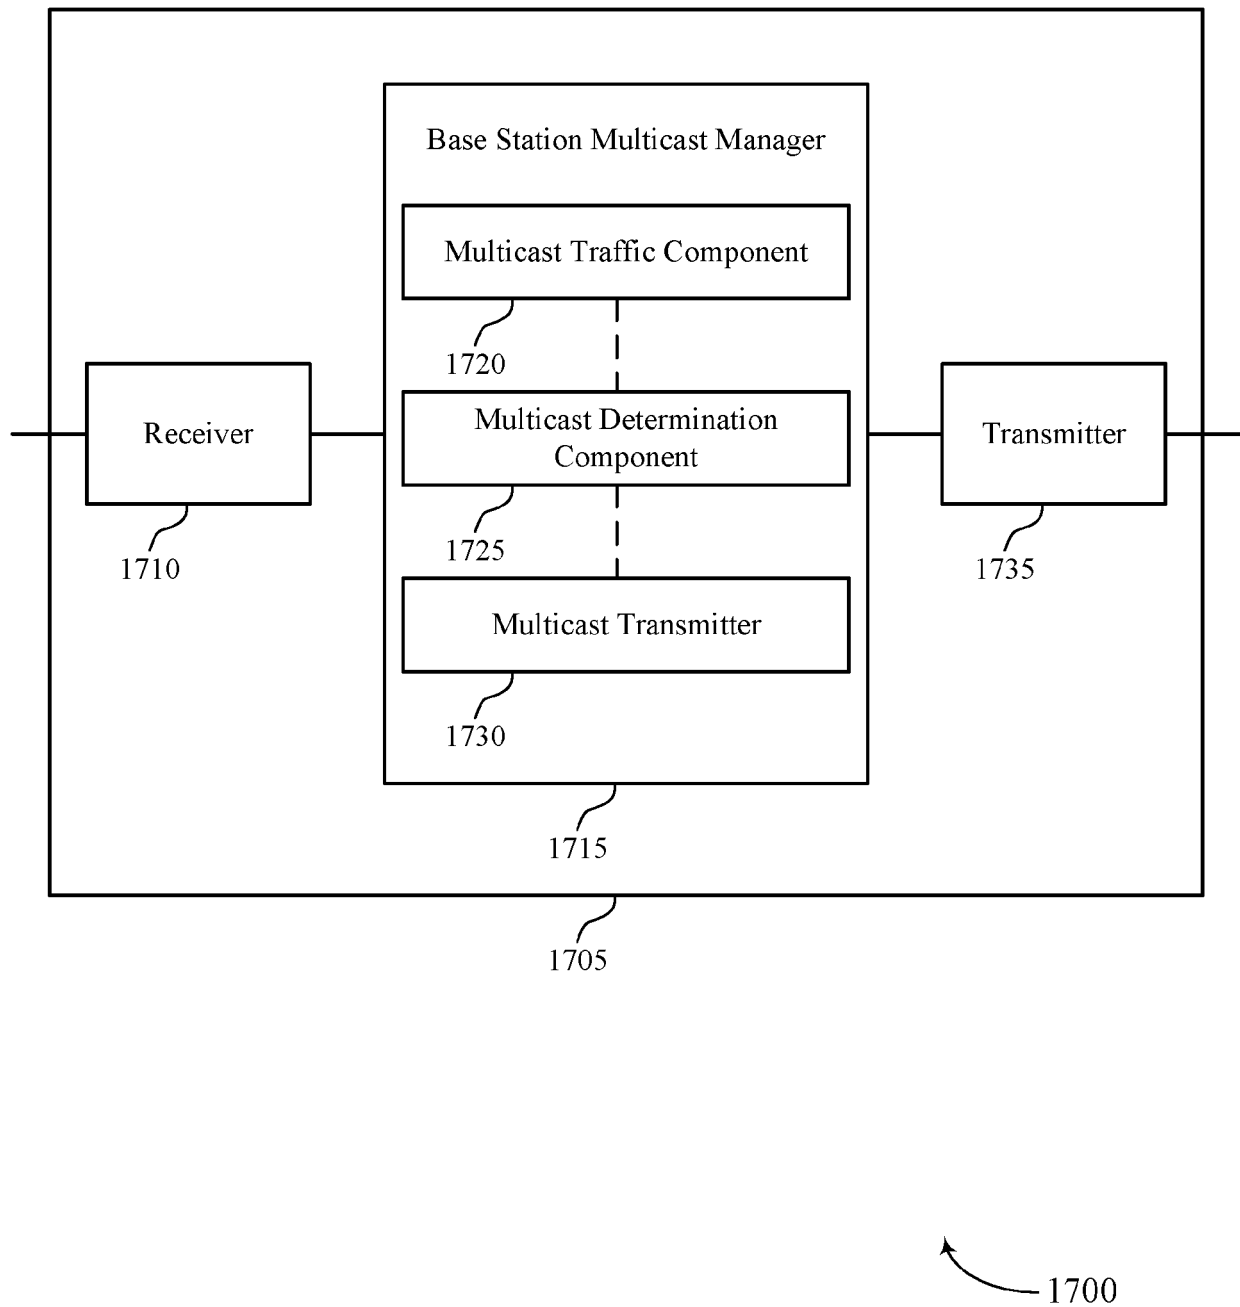 Base Station Multicast Manager
Multicast Traffic Component
1720
Receiver
1710
Multicast Determination
Component
1725
Transmitter
1735
Multicast Transmitter
1730
1715
1705
1700